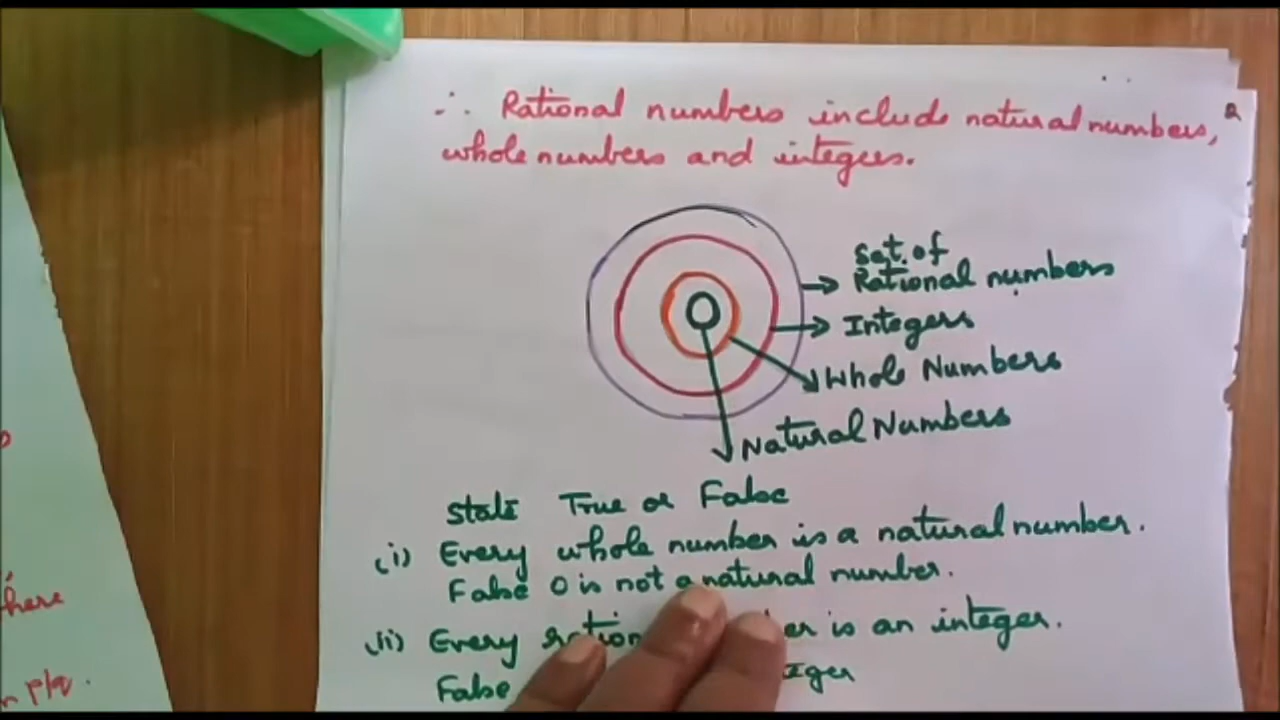 2
∴ Rational numbers include natural numbers,
whole numbers and integers.
Set of
Rational numbers
Integers
Whole Numbers
Natural Numbers
State True or False
(i) Every whole number is a natural number.
False 0 is not a natural number.
(ii) Every is an integer.
False
here
p/q.